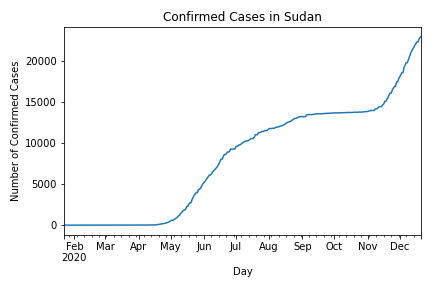 Confirmed Cases in Sudan
Number of Confirmed Cases
20000
15000
10000
5000
0
Feb Mar Apr May Jun Jul Aug Sep Oct Nov Dec
2020
Day